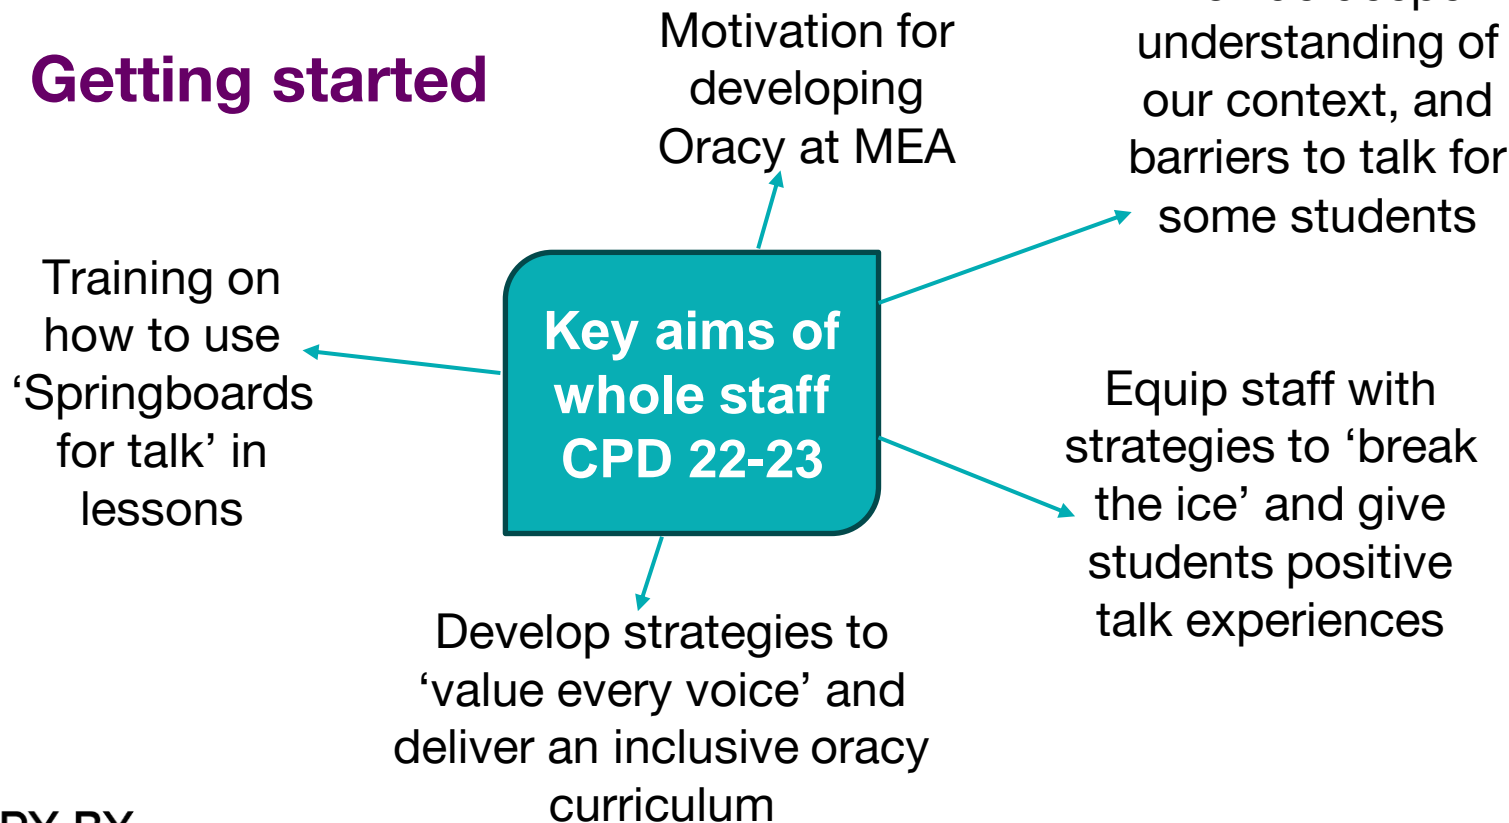 Getting started
Motivation for
developing
Oracy at MEA
understanding of
our context, and
barriers to talk for
some students
Training on
how to use
‘Springboards
for talk’ in
lessons
Key aims of
whole staff
CPD 22-23
Equip staff with
strategies to ‘break
the ice’ and give
students positive
talk experiences
Develop strategies to
‘value every voice’ and
deliver an inclusive oracy
curriculum